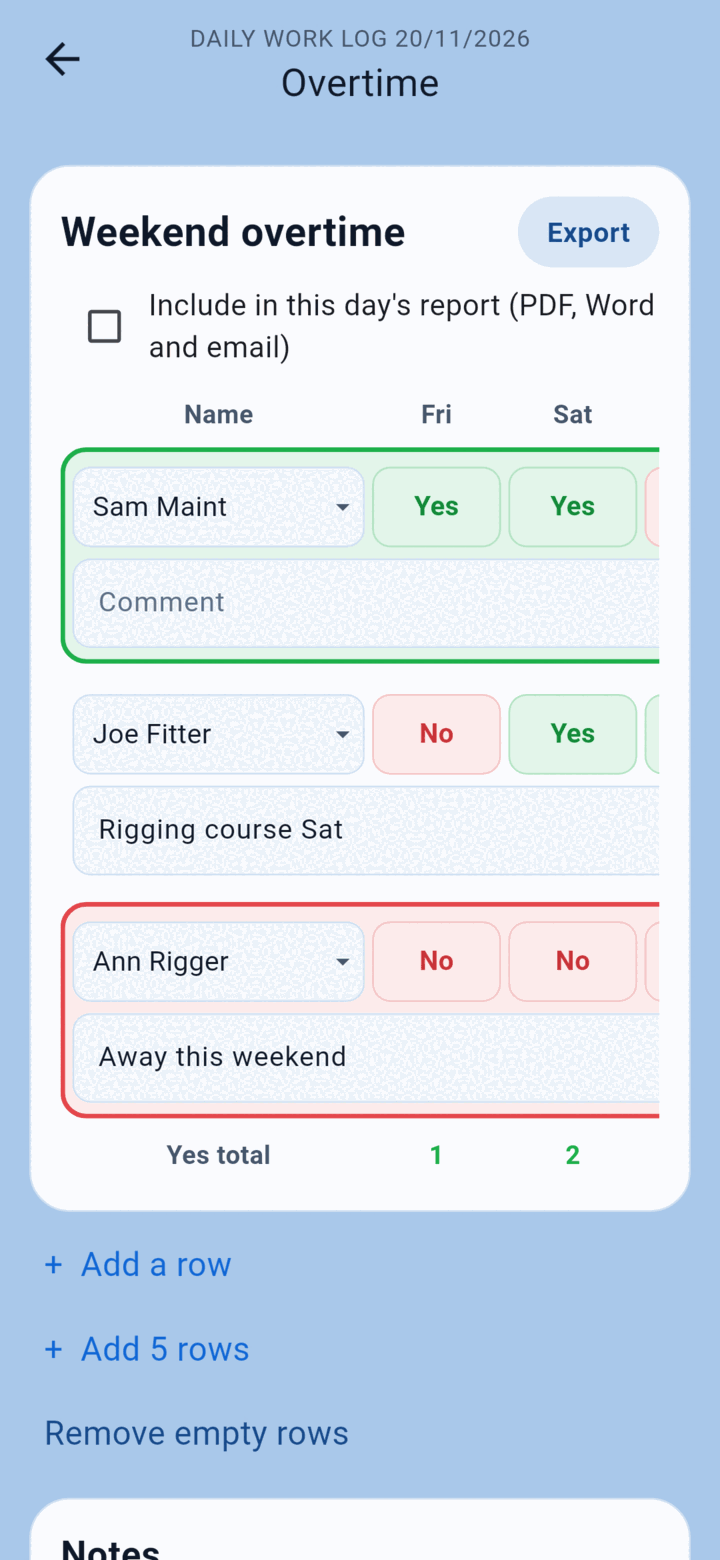 DAILY WORK LOG 20/11/2026
Overtime
Weekend overtime
Export
Include in this day's report (PDF, Word
and email)
Name Fri Sat
Sam Maint Yes Yes
Comment
Joe Fitter No Yes
Rigging course Sat
Ann Rigger No No
Away this weekend
Yes total 1 2
+ Add a row
+ Add 5 rows
Remove empty rows
Notes